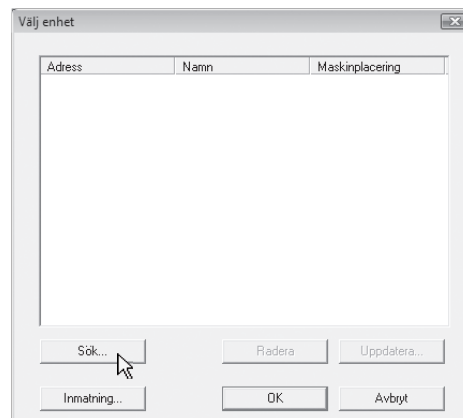 Välj enhet
Adress Namn Maskinplacering
Sök... Radera Uppdatera...
Inmatning... OK Avbryt